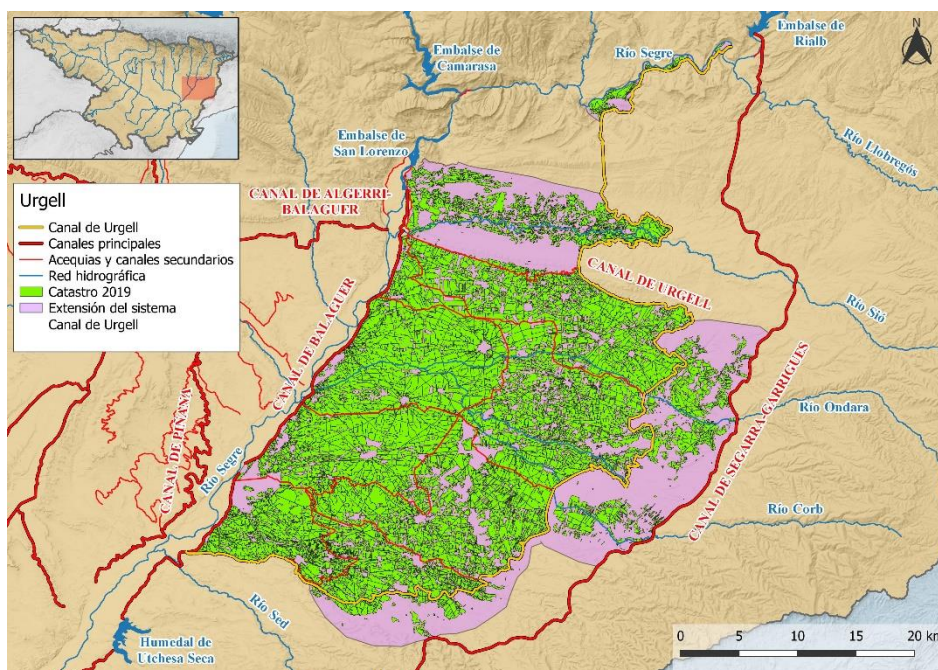 N
Embalse de
Rialb
Río Segre
Embalse de
Camarasa
Embalse de
San Lorenzo
Río Llobregós
CANAL DE ALGERRI-
BALAGUER
Urgell
Canal de Urgell
Canales principales
Acequias y canales secundarios
Red hidrográfica
Catastro 2019
Extensión del sistema
Canal de Urgell
CANAL DE URGELL
Río Sió
CANAL DE BALAGUER
CANAL DE PIÑANA
Río Segre
CANAL DE SEGARRA-GARRIGUES
Río Ondara
Río Corb
Río Sed
Humedal de
Utchesa Seca
0 5 10 15 20 km